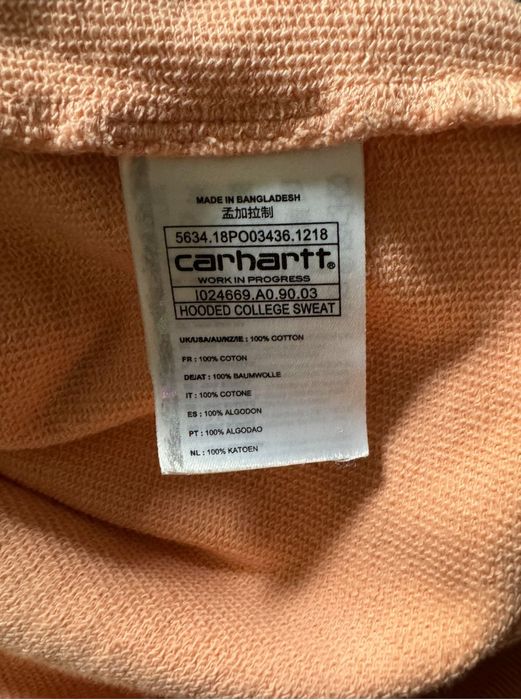 MADE IN BANGLADESH
孟加拉制
5634.18PO03436.1218
carhartt®
WORK IN PROGRESS
I024669.A0.90.03
HOODED COLLEGE SWEAT
UK/USA/AU/NZ/IE : 100% COTTON
FR : 100% COTON
DE/AT : 100% BAUMWOLLE
IT : 100% COTONE
ES : 100% ALGODON
PT : 100% ALGODAO
NL : 100% KATOEN